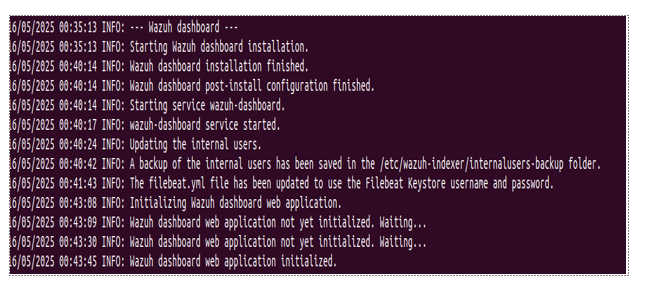 6/05/2025 00:35:13 INFO: --- Wazuh dashboard ---
6/05/2025 00:35:13 INFO: Starting Wazuh dashboard installation.
6/05/2025 00:40:14 INFO: Wazuh dashboard installation finished.
6/05/2025 00:40:14 INFO: Wazuh dashboard post-install configuration finished.
6/05/2025 00:40:14 INFO: Starting service wazuh-dashboard.
6/05/2025 00:40:17 INFO: wazuh-dashboard service started.
6/05/2025 00:40:24 INFO: Updating the internal users.
6/05/2025 00:40:42 INFO: A backup of the internal users has been saved in the /etc/wazuh-indexer/internalusers-backup folder.
6/05/2025 00:41:43 INFO: The filebeat.yml file has been updated to use the Filebeat Keystore username and password.
6/05/2025 00:43:08 INFO: Initializing Wazuh dashboard web application.
6/05/2025 00:43:09 INFO: Wazuh dashboard web application not yet initialized. Waiting...
6/05/2025 00:43:30 INFO: Wazuh dashboard web application not yet initialized. Waiting...
6/05/2025 00:43:45 INFO: Wazuh dashboard web application initialized.